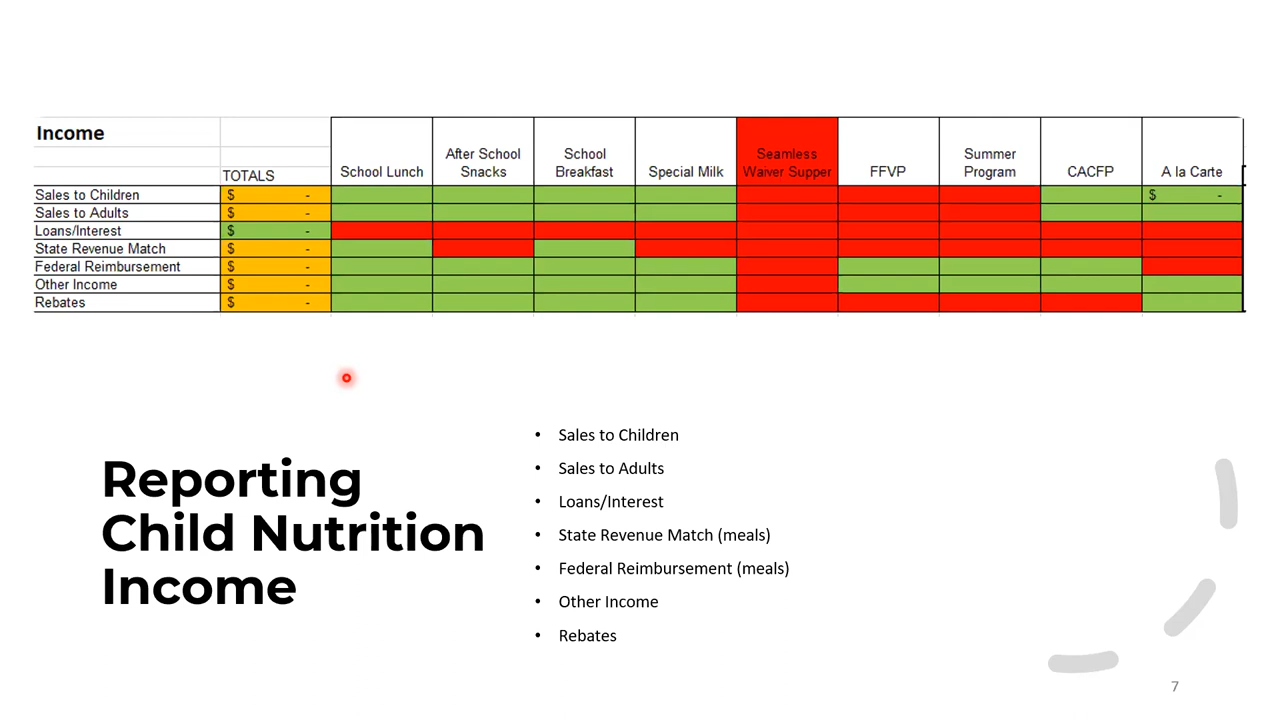 Income
TOTALS
School Lunch
After School
Snacks
School
Breakfast
Special Milk
Seamless
Waiver Supper
FFVP
Summer
Program
CACFP
A la Carte
Sales to Children $ - $ -
Sales to Adults $ -
Loans/Interest $ -
State Revenue Match $ -
Federal Reimbursement $ -
Other Income $ -
Rebates $ -
Reporting
Child Nutrition
Income
• Sales to Children
• Sales to Adults
• Loans/Interest
• State Revenue Match (meals)
• Federal Reimbursement (meals)
• Other Income
• Rebates
7